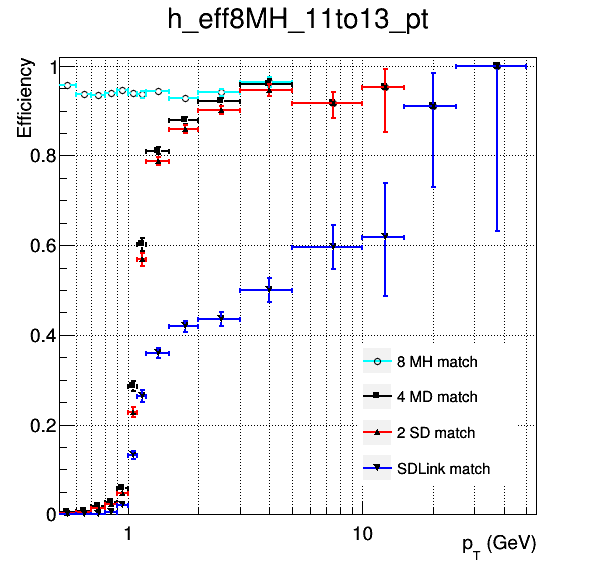 h_eff8MH_11to13_pt
Efficiency
1
0.8
0.6
0.4
0.2
0
8 MH match
4 MD match
2 SD match
SDLink match
1
10
p_T (GeV)